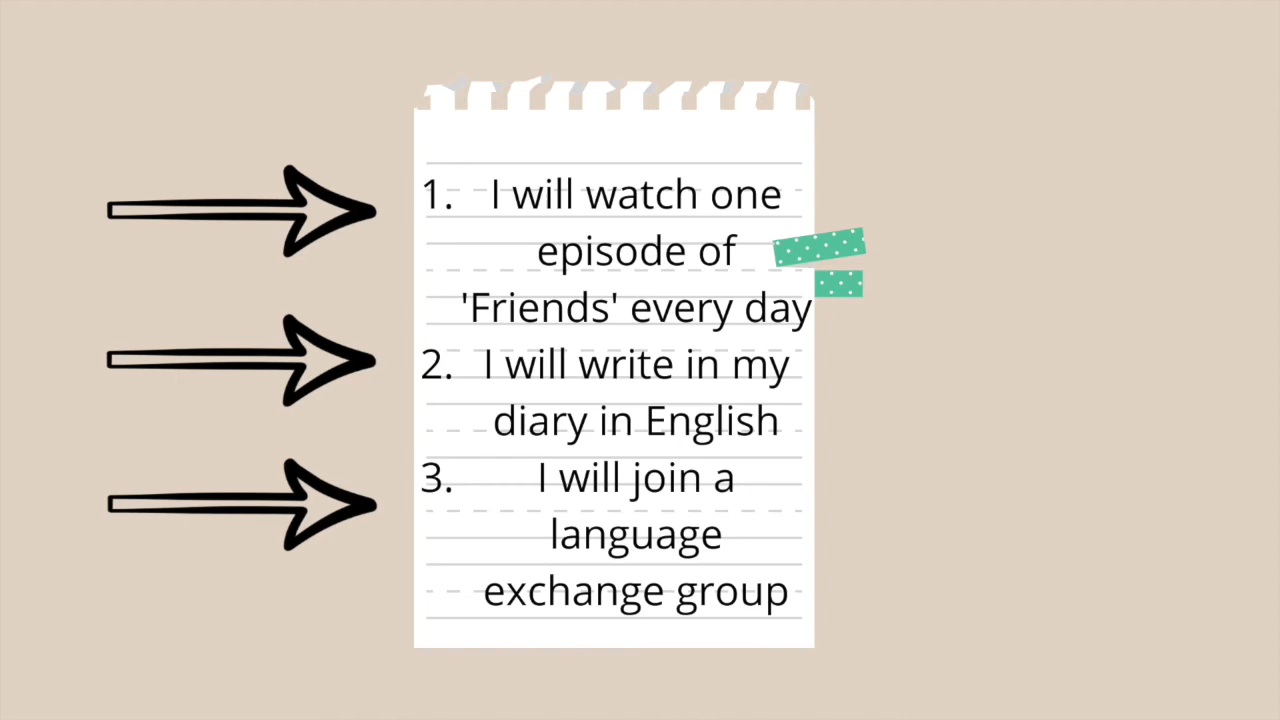 1. I will watch one
episode of
'Friends' every day
2. I will write in my
diary in English
3. I will join a
language
exchange group